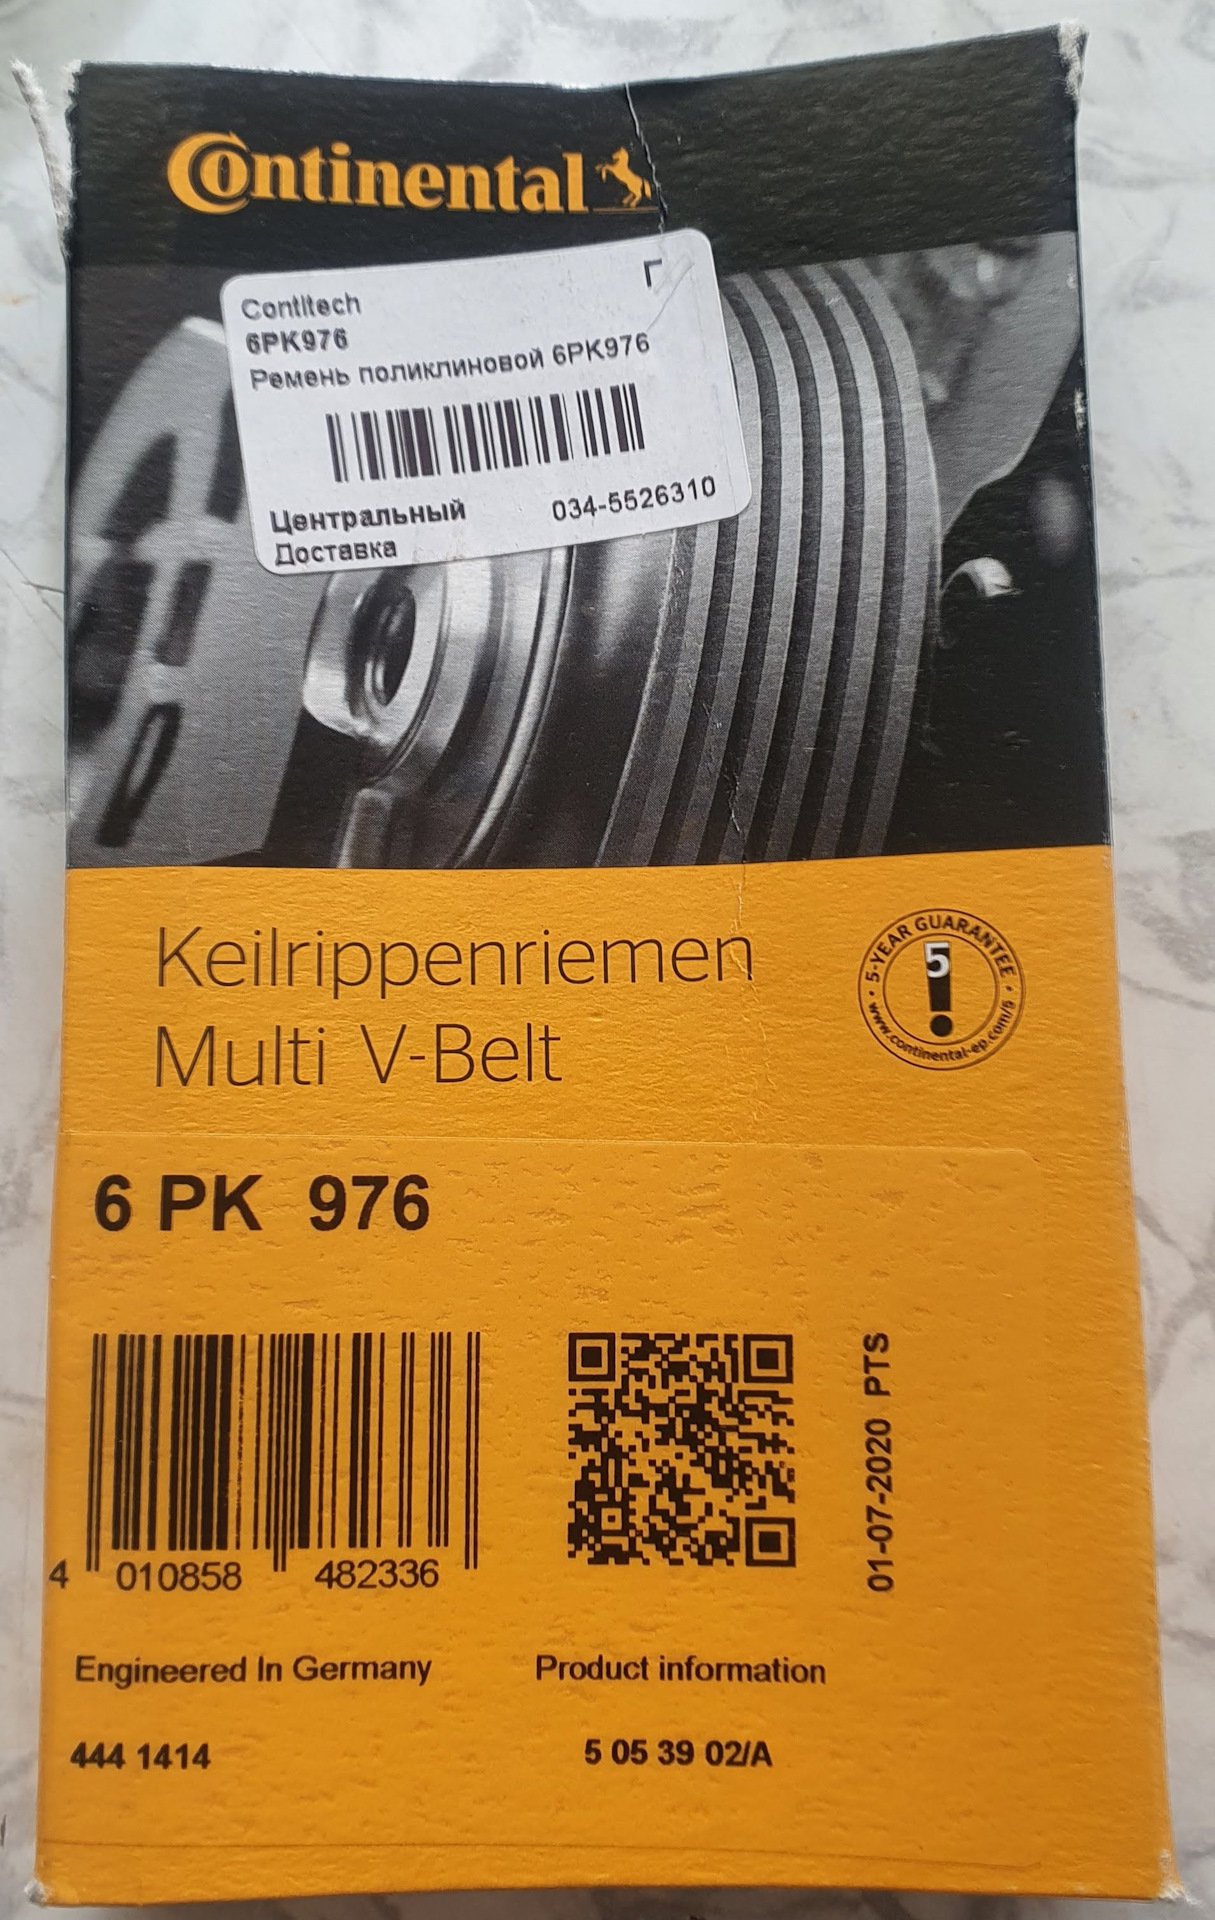 Continental
Contitech
6PK976
Ремень поликлиновой 6PK976
Центральный 034-5526310
Доставка
Keilrippenriemen
Multi V-Belt
5-YEAR GUARANTEE
5
www.continental-ep.com/5
6 PK 976
4 010858 482336
01-07-2020 PTS
Engineered In Germany
Product information
444 1414
5 05 39 02/A